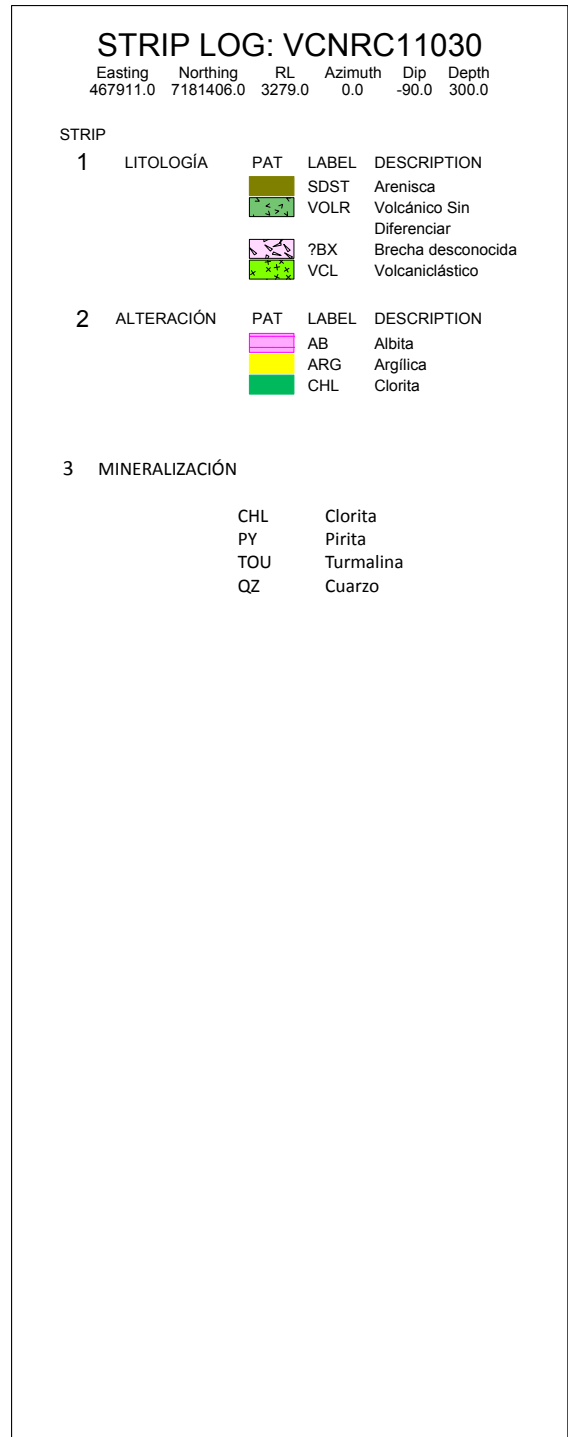 STRIP LOG: VCNRC11030
Easting Northing RL Azimuth Dip Depth
467911.0 7181406.0 3279.0 0.0 -90.0 300.0
STRIP
1 LITOLOGÍA PAT LABEL DESCRIPTION
SDST Arenisca
VOLR Volcánico Sin
Diferenciar
?BX Brecha desconocida
VCL Volcaniclástico
2 ALTERACIÓN PAT LABEL DESCRIPTION
AB Albita
ARG Argílica
CHL Clorita
3 MINERALIZACIÓN
CHL Clorita
PY Pirita
TOU Turmalina
QZ Cuarzo